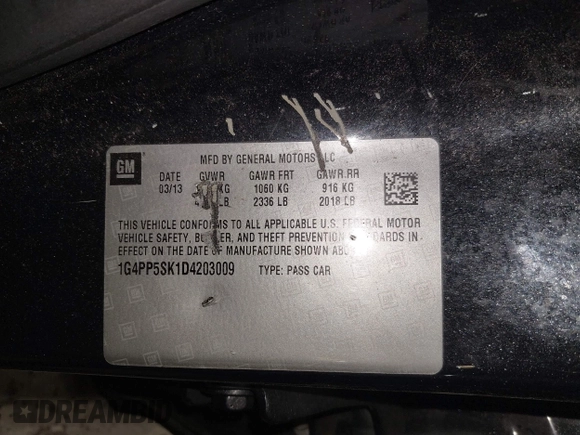 GM
MFD BY GENERAL MOTORS LLC
DATE GVWR GAWR FRT GAWR RR
03/13 KG 1060 KG 916 KG
LB 2336 LB 2018 LB
THIS VEHICLE CONFORMS TO ALL APPLICABLE U.S. FEDERAL MOTOR
VEHICLE SAFETY, BUMPER, AND THEFT PREVENTION STANDARDS IN
EFFECT ON THE DATE OF MANUFACTURE SHOWN ABOVE.
1G4PP5SK1D4203009 TYPE: PASS CAR
DREAMBID